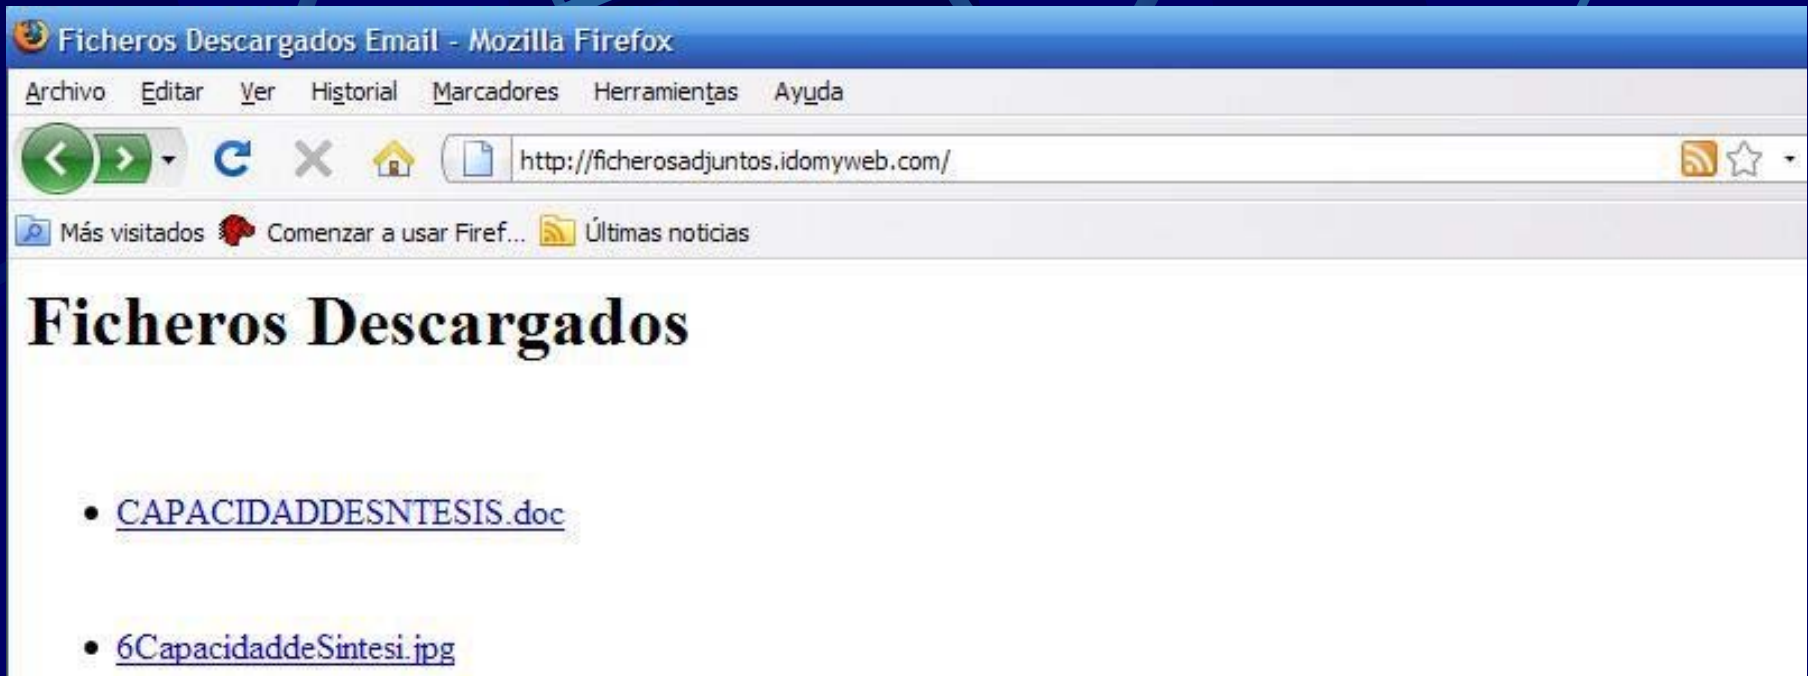 Ficheros Descargados Email - Mozilla Firefox
Archivo Editar Ver Historial Marcadores Herramientas Ayuda
http://ficherosadjuntos.idomyweb.com/
Más visitados Comenzar a usar Firef... Últimas noticias
Ficheros Descargados
• CAPACIDADDESNTESIS.doc
• 6CapacidaddeSintesi.jpg